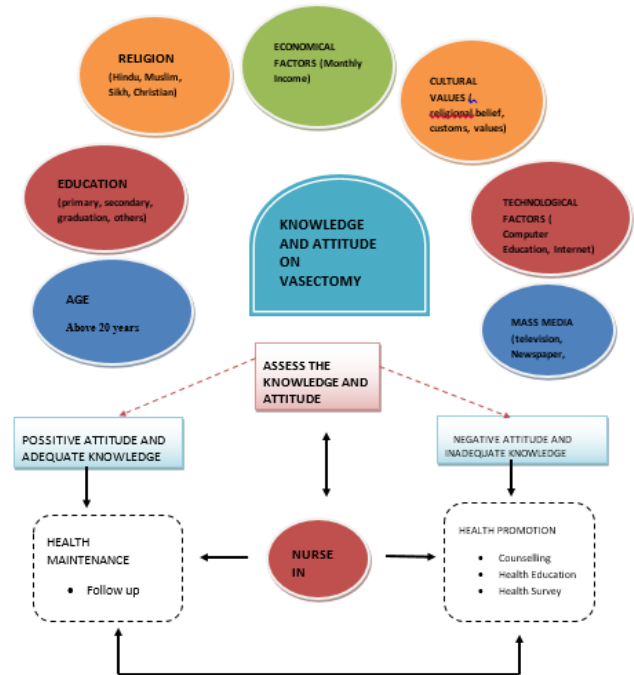 RELIGION
(Hindu, Muslim,
Sikh, Christian)
ECONOMICAL
FACTORS (Monthly
Income)
CULTURAL
VALUES (,
religional belief,
customs, values)
EDUCATION
(primary, secondary,
graduation, others)
TECHNOLOGICAL
FACTORS (
Computer
Education, Internet)
KNOWLEDGE
AND ATTITUDE
ON
VASECTOMY
AGE
Above 20 years
MASS MEDIA
(television,
Newspaper,
ASSESS THE
KNOWLEDGE AND
ATTITUDE
POSSITIVE ATTITUDE AND
ADEQUATE KNOWLEDGE
NEGATIVE ATTITUDE AND
INADEQUATE KNOWLEDGE
HEALTH
MAINTENANCE
• Follow up
NURSE
IN
HEALTH PROMOTION
• Counselling
• Health Education
• Health Survey